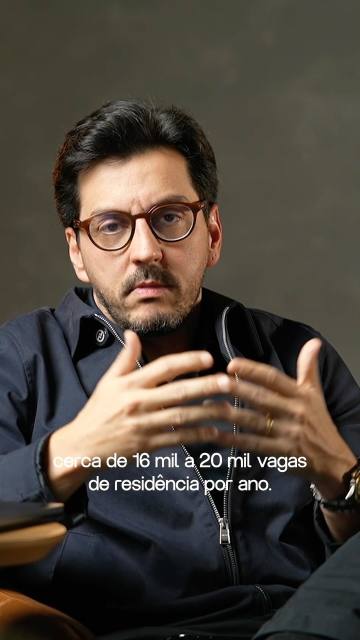 cerca de 16 mil a 20 mil vagas
de residência por ano.